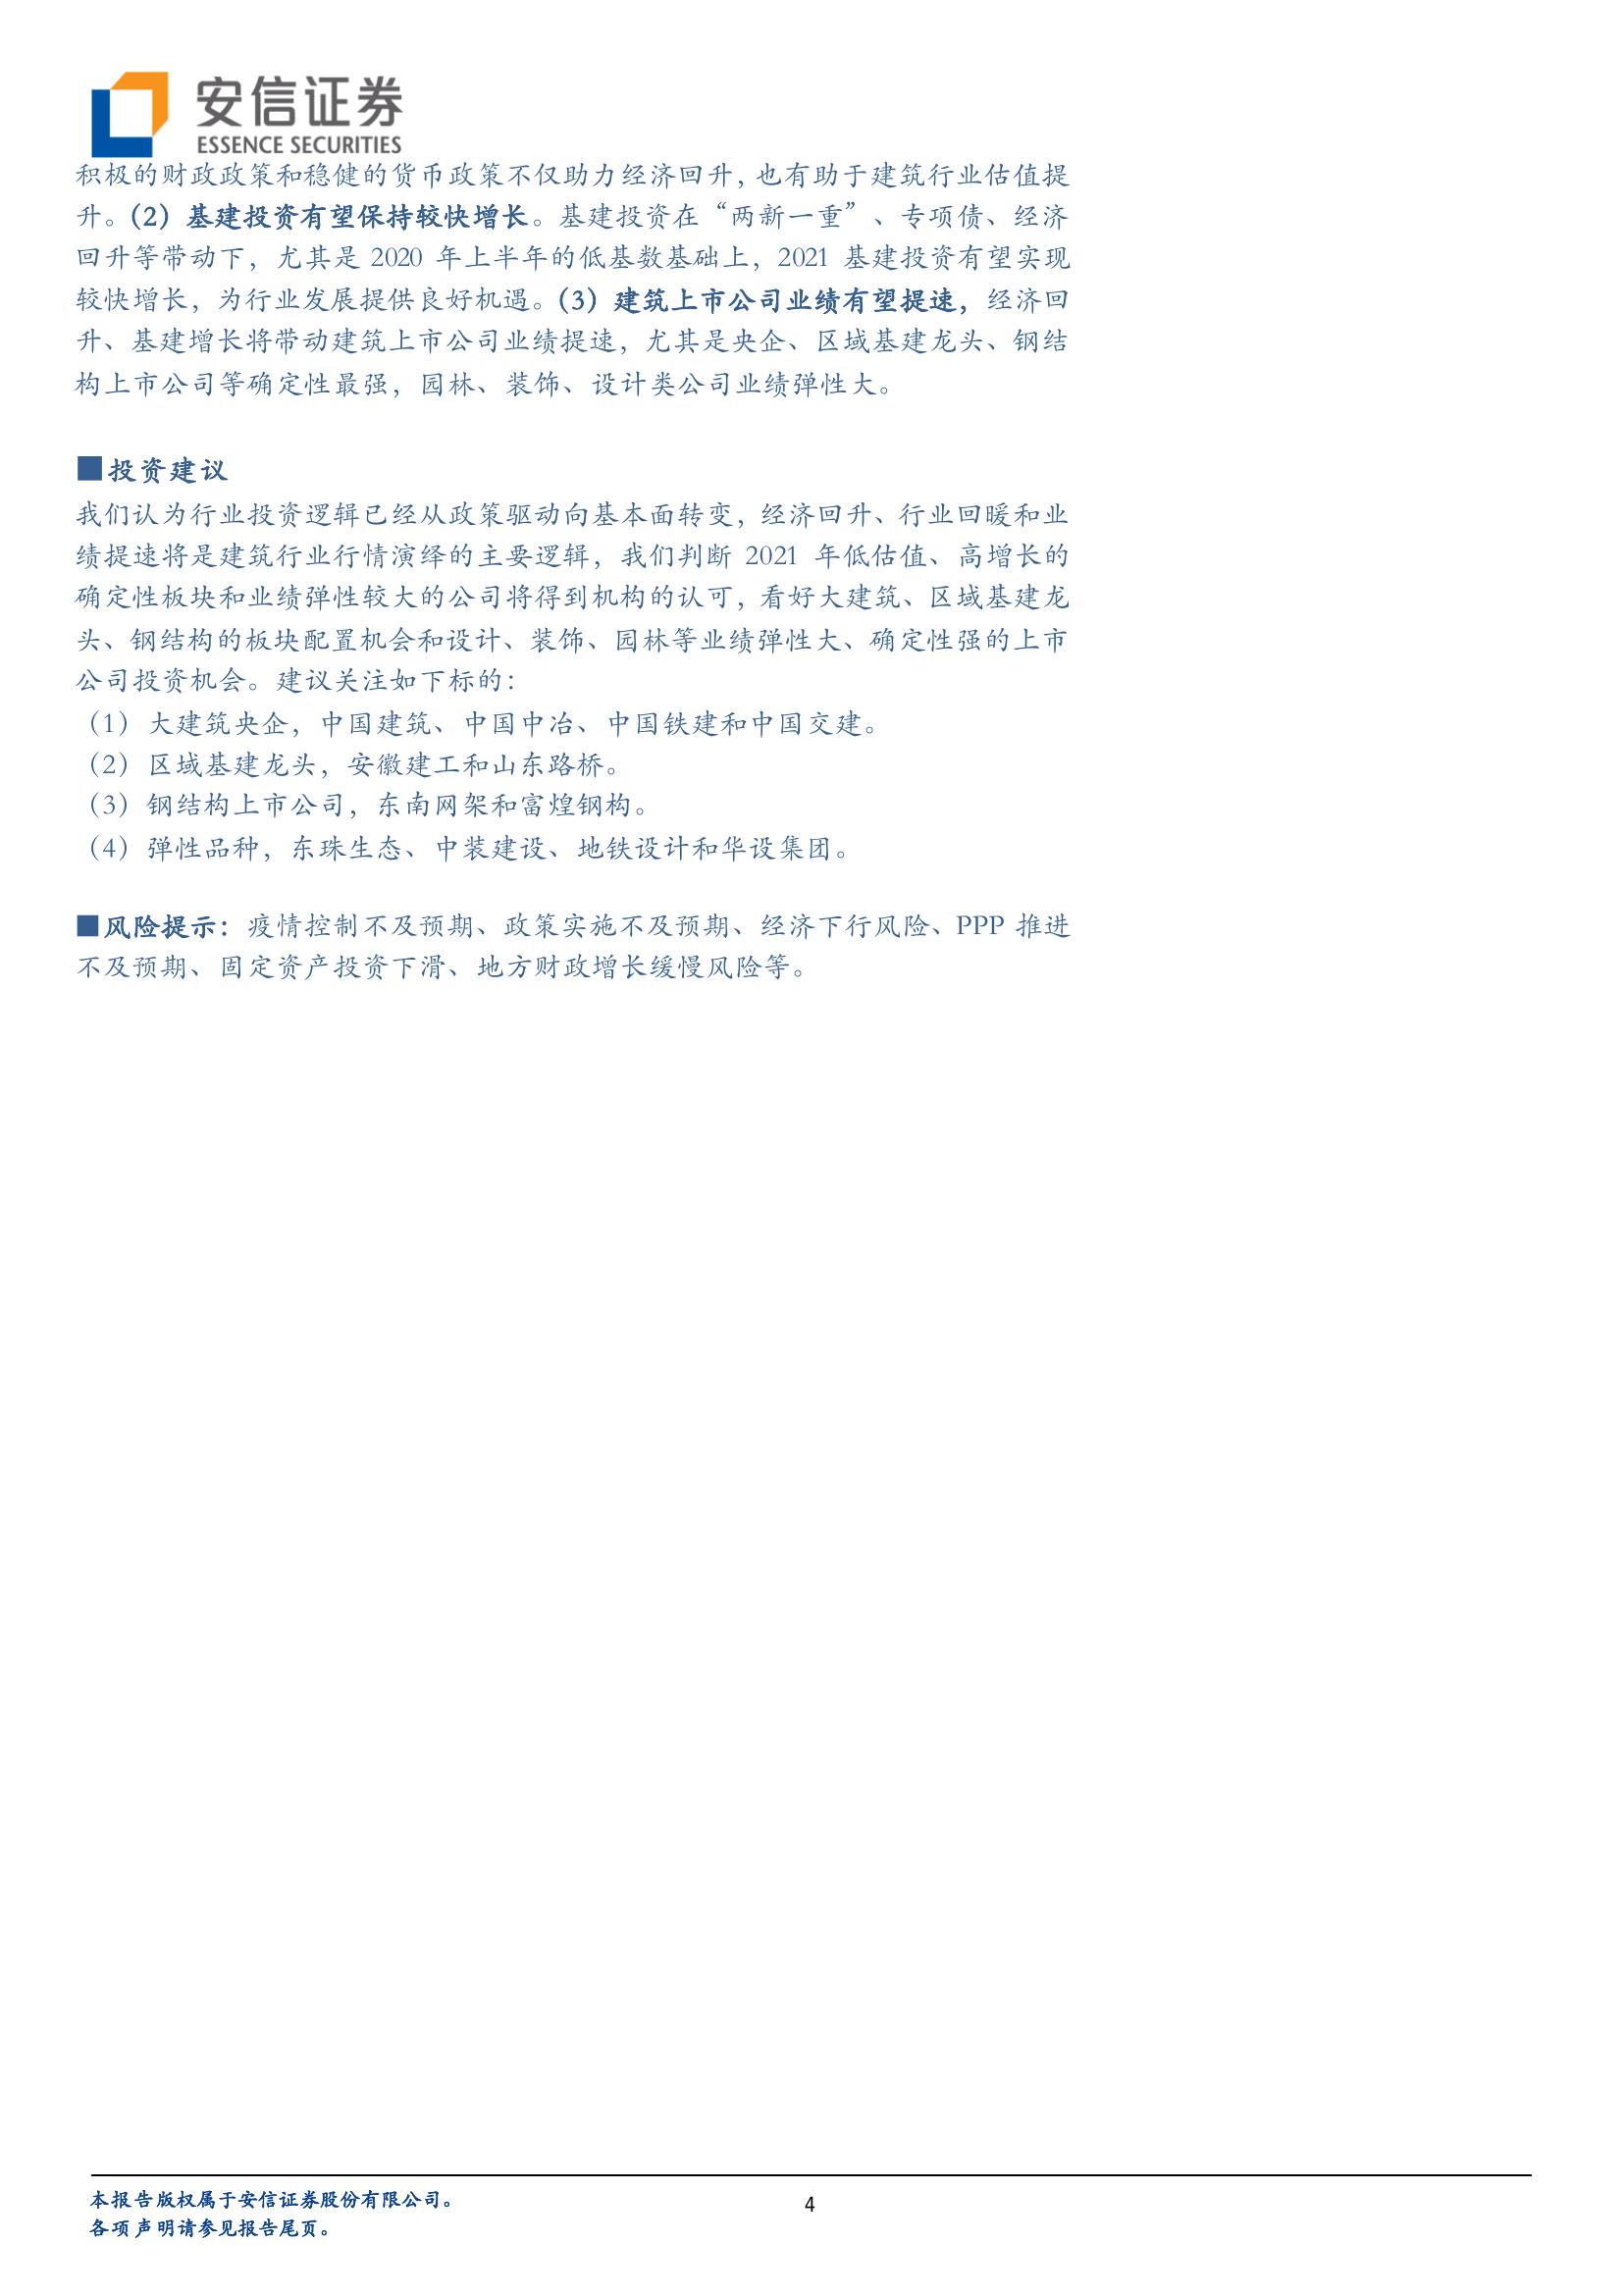 安信证券
ESSENCE SECURITIES
积极的财政政策和稳健的货币政策不仅助力经济回升，也有助于建筑行业估值提
升。（2）基建投资有望保持较快增长。基建投资在“两新一重”、专项债、经济
回升等带动下，尤其是 2020 年上半年的低基数基础上，2021 基建投资有望实现
较快增长，为行业发展提供良好机遇。（3）建筑上市公司业绩有望提速，经济回
升、基建增长将带动建筑上市公司业绩提速，尤其是央企、区域基建龙头、钢结
构上市公司等确定性最强，园林、装饰、设计类公司业绩弹性大。
■投资建议
我们认为行业投资逻辑已经从政策驱动向基本面转变，经济回升、行业回暖和业
绩提速将是建筑行业行情演绎的主要逻辑，我们判断 2021 年低估值、高增长的
确定性板块和业绩弹性较大的公司将得到机构的认可，看好大建筑、区域基建龙
头、钢结构的板块配置机会和设计、装饰、园林等业绩弹性大、确定性强的上市
公司投资机会。建议关注如下标的：
（1）大建筑央企，中国建筑、中国中冶、中国铁建和中国交建。
（2）区域基建龙头，安徽建工和山东路桥。
（3）钢结构上市公司，东南网架和富煌钢构。
（4）弹性品种，东珠生态、中装建设、地铁设计和华设集团。
■风险提示：疫情控制不及预期、政策实施不及预期、经济下行风险、PPP 推进
不及预期、固定资产投资下滑、地方财政增长缓慢风险等。
本报告版权属于安信证券股份有限公司。
4
各项声明请参见报告尾页。